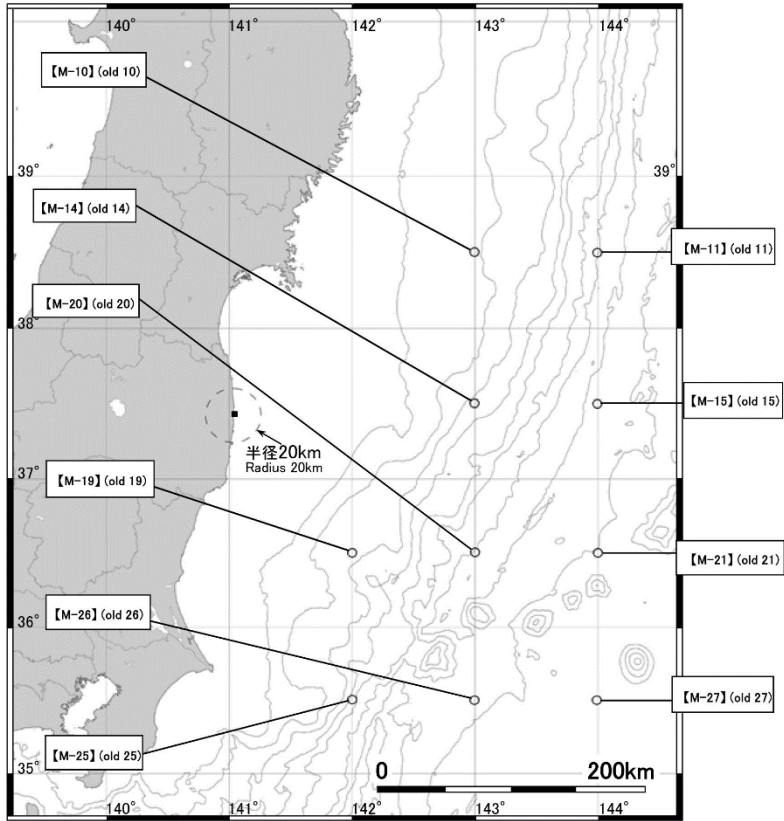 140° 141° 142° 143° 144°
【M-10】(old 10)
39° 39°
【M-14】(old 14)
【M-11】(old 11)
【M-20】(old 20)
38°
【M-15】(old 15)
半径20km
Radius 20km
37°
【M-19】(old 19)
【M-21】(old 21)
【M-26】(old 26)
36°
【M-27】(old 27)
【M-25】(old 25)
35°
0 200km
140° 141° 142° 143° 144°